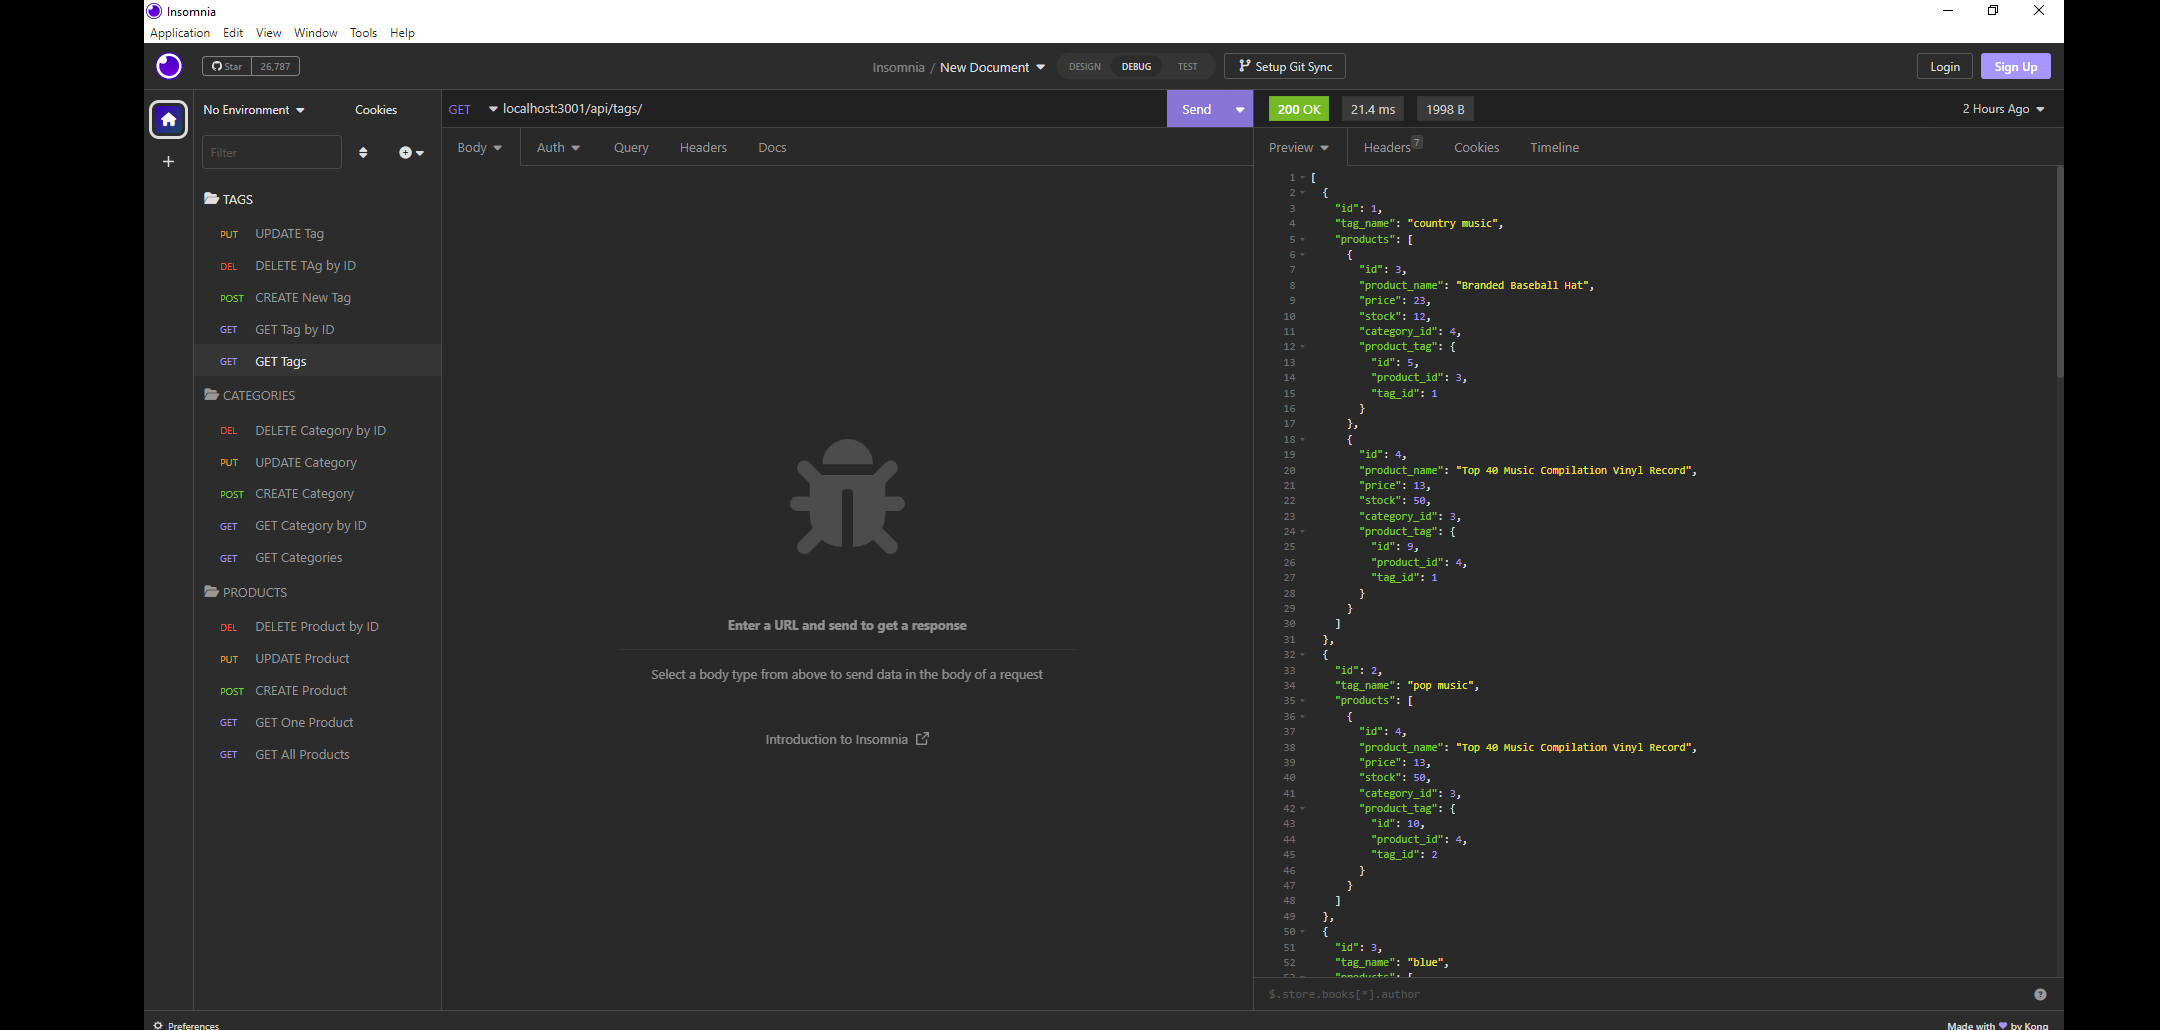 Insomnia
Application Edit View Window Tools Help
Star 26,787
Insomnia / New Document
DESIGN DEBUG TEST
Setup Git Sync
Login Sign Up
No Environment Cookies
Filter
TAGS
PUT UPDATE Tag
DEL DELETE TAg by ID
POST CREATE New Tag
GET GET Tag by ID
GET GET Tags
CATEGORIES
DEL DELETE Category by ID
PUT UPDATE Category
POST CREATE Category
GET GET Category by ID
GET GET Categories
PRODUCTS
DEL DELETE Product by ID
PUT UPDATE Product
POST CREATE Product
GET GET One Product
GET GET All Products
Preferences
GET localhost:3001/api/tags/ Send
Body Auth Query Headers Docs
Enter a URL and send to get a response
Select a body type from above to send data in the body of a request
Introduction to Insomnia
200 OK 21.4 ms 1998 B 2 Hours Ago
Preview Headers 7 Cookies Timeline
1 [
2 {
3 "id": 1,
4 "tag_name": "country music",
5 "products": [
6 {
7 "id": 3,
8 "product_name": "Branded Baseball Hat",
9 "price": 23,
10 "stock": 12,
11 "category_id": 4,
12 "product_tag": {
13 "id": 5,
14 "product_id": 3,
15 "tag_id": 1
16 }
17 },
18 {
19 "id": 4,
20 "product_name": "Top 40 Music Compilation Vinyl Record",
21 "price": 13,
22 "stock": 50,
23 "category_id": 3,
24 "product_tag": {
25 "id": 9,
26 "product_id": 4,
27 "tag_id": 1
28 }
29 }
30 ]
31 },
32 {
33 "id": 2,
34 "tag_name": "pop music",
35 "products": [
36 {
37 "id": 4,
38 "product_name": "Top 40 Music Compilation Vinyl Record",
39 "price": 13,
40 "stock": 50,
41 "category_id": 3,
42 "product_tag": {
43 "id": 10,
44 "product_id": 4,
45 "tag_id": 2
46 }
47 }
48 ]
49 },
50 {
51 "id": 3,
52 "tag_name": "blue",
53 "products": [
$.store.books[*].author
Made with by Kong